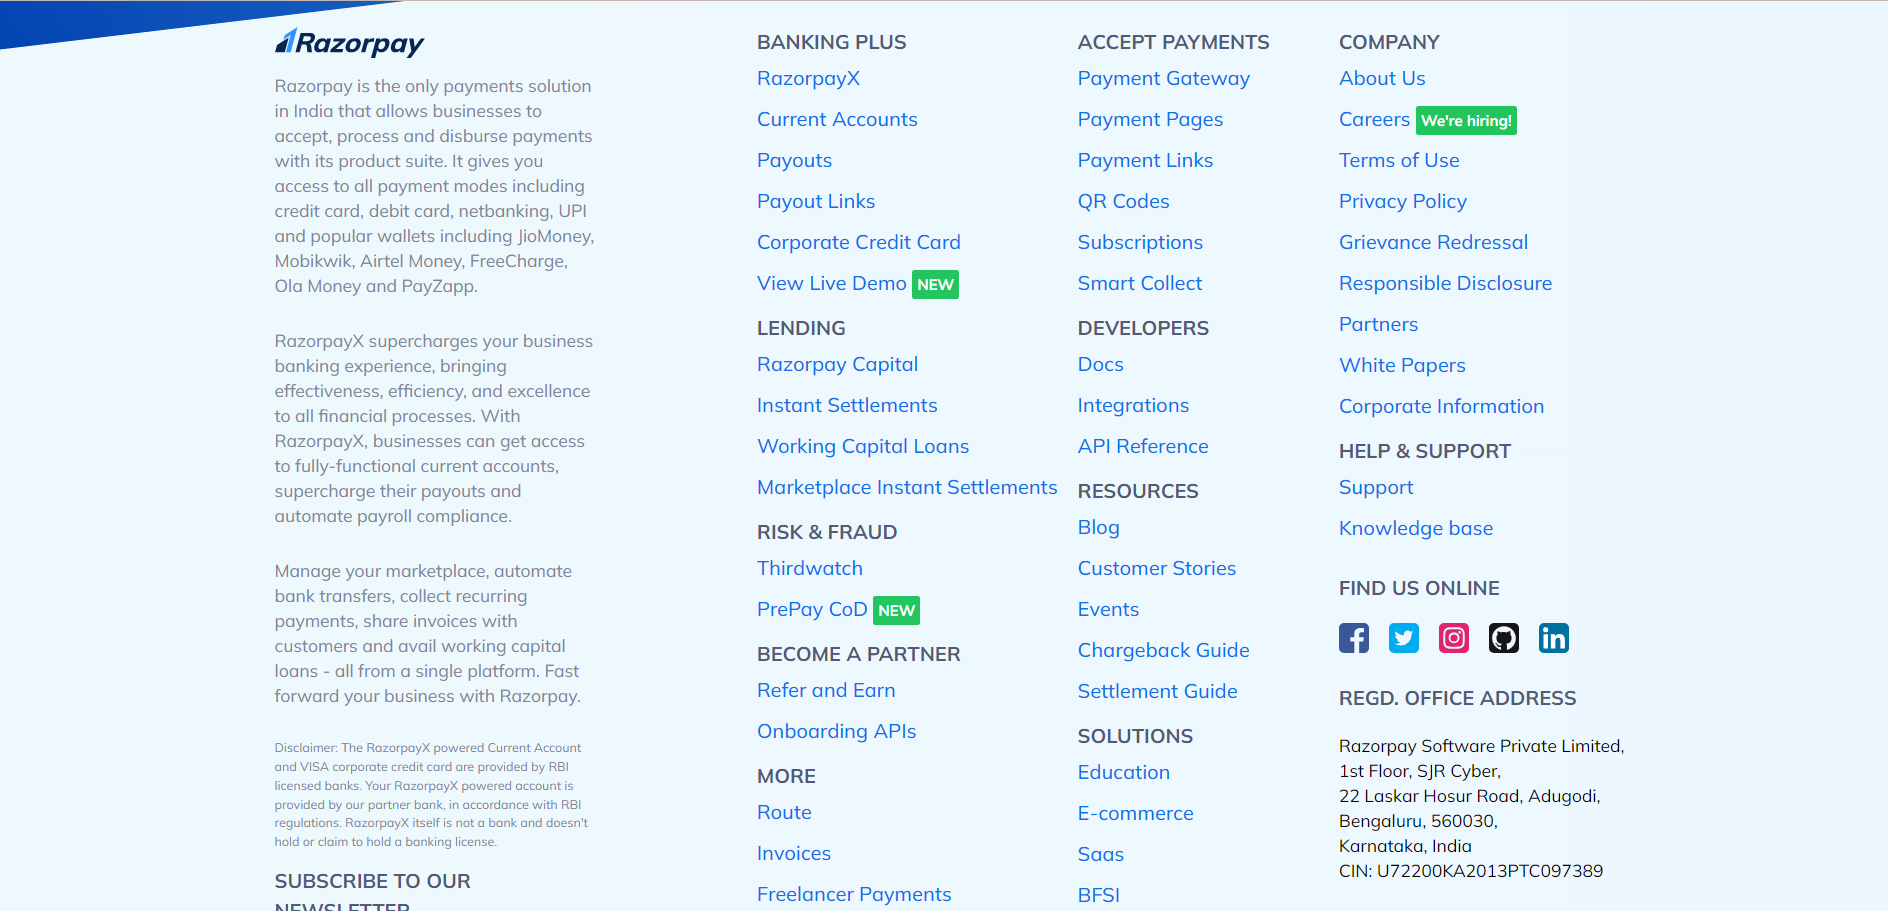 Razorpay
Razorpay is the only payments solution
in India that allows businesses to
accept, process and disburse payments
with its product suite. It gives you
access to all payment modes including
credit card, debit card, netbanking, UPI
and popular wallets including JioMoney,
Mobikwik, Airtel Money, FreeCharge,
Ola Money and PayZapp.
RazorpayX supercharges your business
banking experience, bringing
effectiveness, efficiency, and excellence
to all financial processes. With
RazorpayX, businesses can get access
to fully-functional current accounts,
supercharge their payouts and
automate payroll compliance.
Manage your marketplace, automate
bank transfers, collect recurring
payments, share invoices with
customers and avail working capital
loans - all from a single platform. Fast
forward your business with Razorpay.
Disclaimer: The RazorpayX powered Current Account
and VISA corporate credit card are provided by RBI
licensed banks. Your RazorpayX powered account is
provided by our partner bank, in accordance with RBI
regulations. RazorpayX itself is not a bank and doesn't
hold or claim to hold a banking license.
SUBSCRIBE TO OUR
NEWSLETTER
BANKING PLUS
RazorpayX
Current Accounts
Payouts
Payout Links
Corporate Credit Card
View Live Demo NEW
LENDING
Razorpay Capital
Instant Settlements
Working Capital Loans
Marketplace Instant Settlements
RISK & FRAUD
Thirdwatch
PrePay CoD NEW
BECOME A PARTNER
Refer and Earn
Onboarding APIs
MORE
Route
Invoices
Freelancer Payments
ACCEPT PAYMENTS
Payment Gateway
Payment Pages
Payment Links
QR Codes
Subscriptions
Smart Collect
DEVELOPERS
Docs
Integrations
API Reference
RESOURCES
Blog
Customer Stories
Events
Chargeback Guide
Settlement Guide
SOLUTIONS
Education
E-commerce
Saas
BFSI
COMPANY
About Us
Careers We're hiring!
Terms of Use
Privacy Policy
Grievance Redressal
Responsible Disclosure
Partners
White Papers
Corporate Information
HELP & SUPPORT
Support
Knowledge base
FIND US ONLINE
REGD. OFFICE ADDRESS
Razorpay Software Private Limited,
1st Floor, SJR Cyber,
22 Laskar Hosur Road, Adugodi,
Bengaluru, 560030,
Karnataka, India
CIN: U72200KA2013PTC097389